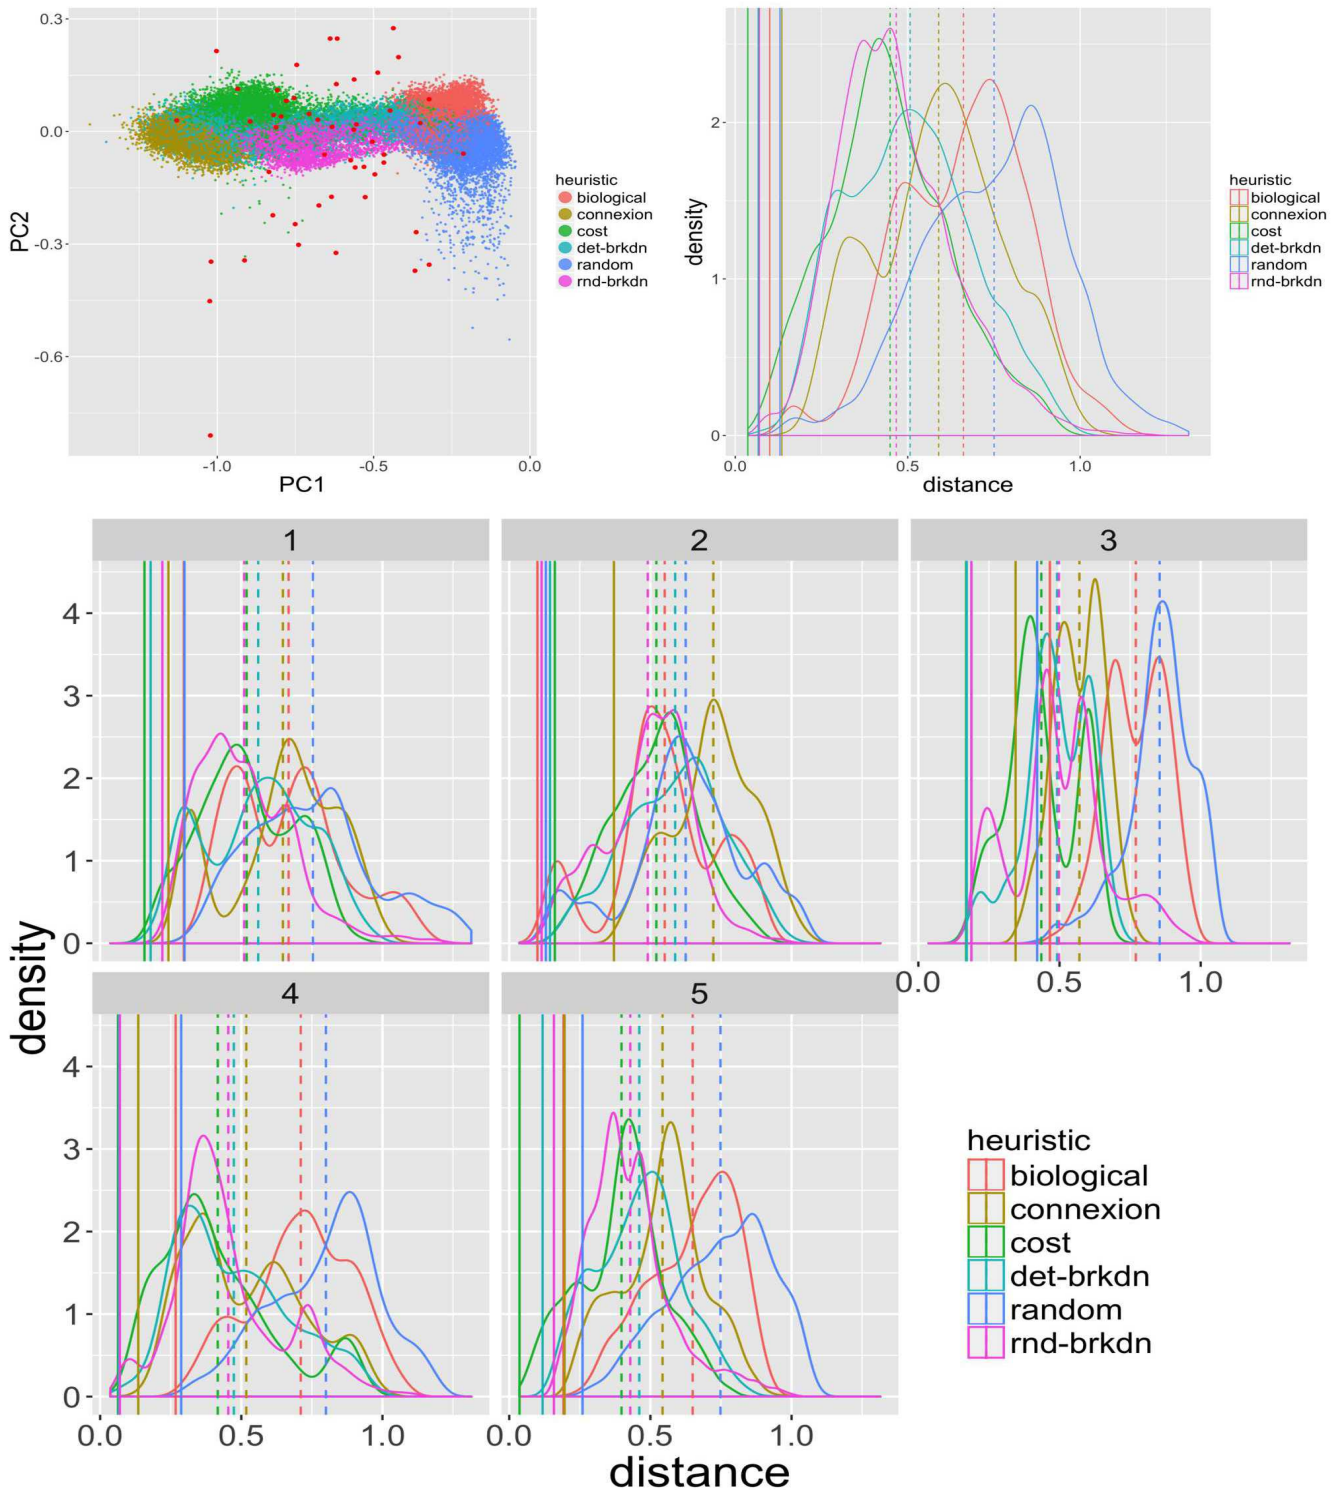 0.3
0.0
-0.3
-0.6
PC2
-1.0 -0.5 0.0
PC1
heuristic
biological
connexion
cost
det-brkdn
random
rnd-brkdn
2
1
0
density
0.0 0.5 1.0
distance
heuristic
biological
connexion
cost
det-brkdn
random
rnd-brkdn
1 2 3
4
3
2
1
0
0.0 0.5 1.0
4 5
density
4
3
2
1
0
0.0 0.5 1.0 0.0 0.5 1.0
distance
heuristic
biological
connexion
cost
det-brkdn
random
rnd-brkdn